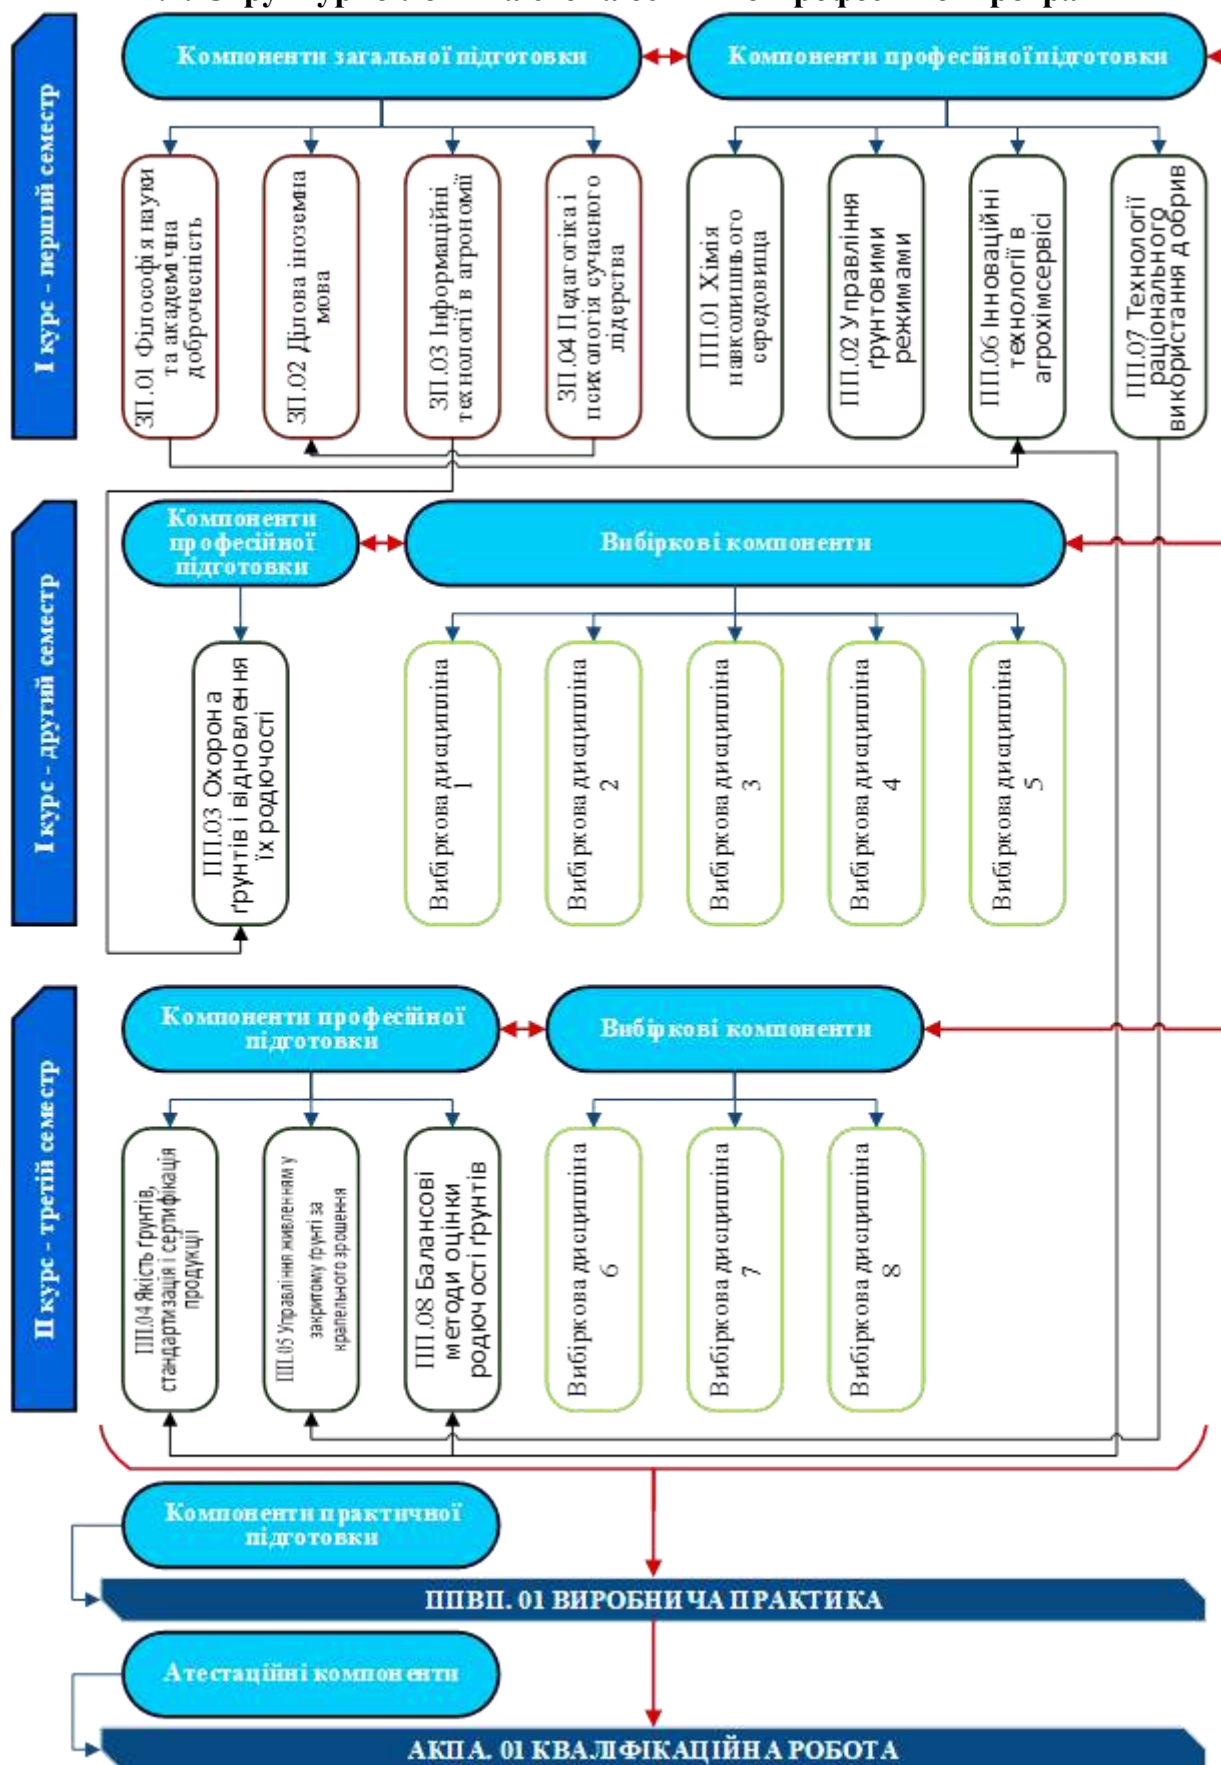 Компоненти загальної підготовки
Компоненти професійної підготовки
І курс - перший семестр
ЗП.01 Філософія науки
та академічна
доброчесність
ЗП.02 Ділова іноземна
мова
ЗП.03 Інформаційні
технології в агрономії
ЗП.04 Педагогіка і
психологія сучасного
лідерства
ПП.01 Хімія
навколишнього
середовища
ПП.02 Управління
ґрунтовими
режимами
ПП.06 Інноваційні
технології в
агрохімсервісі
ПП.07 Технології
раціонального
використання добрив
І курс - другий семестр
Компоненти
професійної
підготовки
Вибіркові компоненти
ПП.03 Охорона
ґрунтів і відновлення
їх родючості
Вибіркова дисципліна
1
Вибіркова дисципліна
2
Вибіркова дисципліна
3
Вибіркова дисципліна
4
Вибіркова дисципліна
5
ІІ курс - третій семестр
Компоненти професійної
підготовки
Вибіркові компоненти
ПП.04 Якість ґрунтів,
стандартизація і сертифікація
продукції
ПП.05 Управління живленням у
закритому ґрунті за
крапельного зрошення
ПП.08 Балансові
методи оцінки
родючості ґрунтів
Вибіркова дисципліна
6
Вибіркова дисципліна
7
Вибіркова дисципліна
8
Компоненти практичної
підготовки
ППВП. 01 ВИРОБНИЧА ПРАКТИКА
Атестаційні компоненти
АКПА. 01 КВАЛІФІКАЦІЙНА РОБОТА